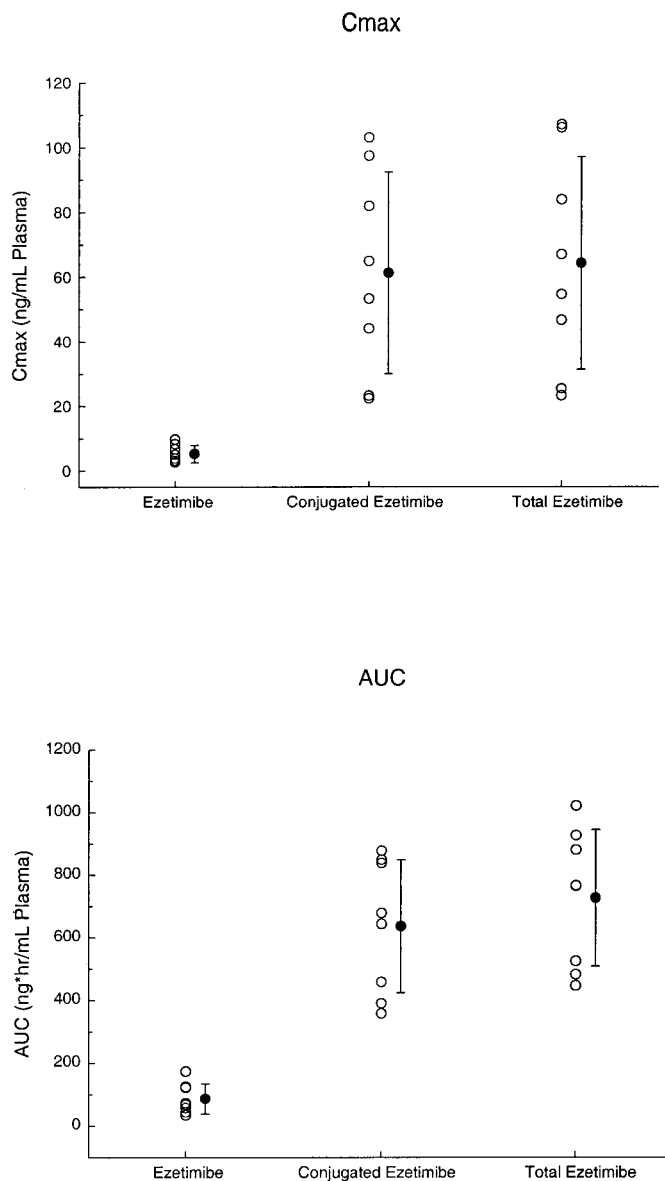 Cmax
120
100
80
60
40
20
0
Cmax (ng/mL Plasma)
Ezetimibe
Conjugated Ezetimibe
Total Ezetimibe
AUC
1200
1000
800
600
400
200
0
AUC (ng*hr/mL Plasma)
Ezetimibe
Conjugated Ezetimibe
Total Ezetimibe